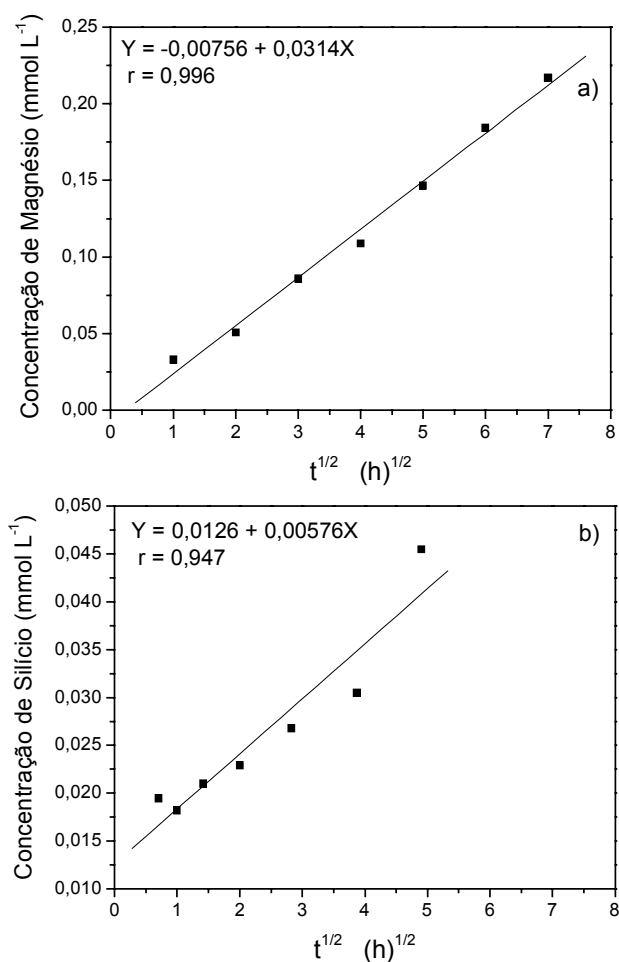 Y = -0,00756 + 0,0314X
r = 0,996
a)
Concentração de Magnésio (mmol L⁻¹)
0,25
0,20
0,15
0,10
0,05
0,00
0 1 2 3 4 5 6 7 8
t^1/2 (h)^1/2
Y = 0,0126 + 0,00576X
r = 0,947
b)
Concentração de Silício (mmol L⁻¹)
0,050
0,045
0,040
0,035
0,030
0,025
0,020
0,015
0,010
0 1 2 3 4 5 6 7 8
t^1/2 (h)^1/2